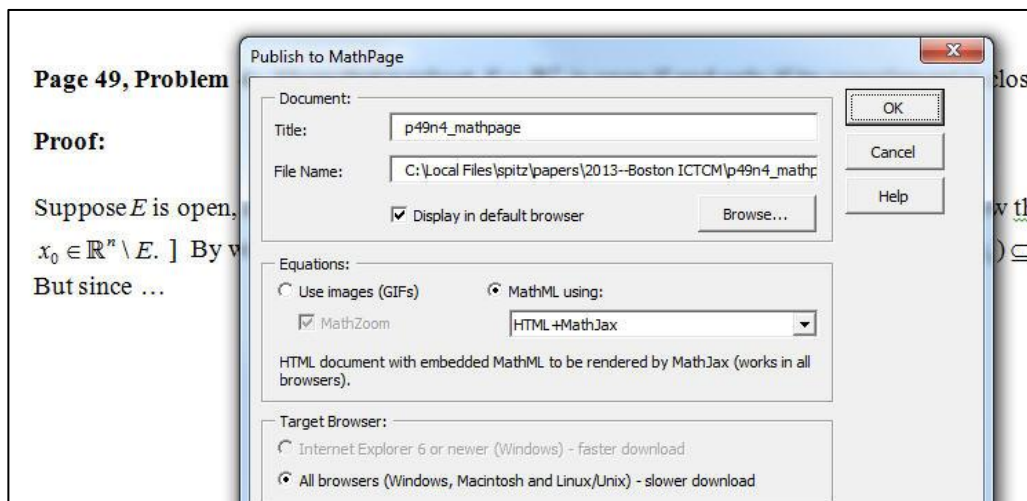 Publish to MathPage
Page 49, Problem
Document:
OK
Title:
p49n4_mathpage
Proof:
Cancel
File Name:
C:\Local Files\spitz\papers\2013--Boston ICTCM\p49n4_mathp
Help
Suppose E is open,
Display in default browser
Browse...
x₀ ∈ ℝⁿ \ E. ] By
) ⊆
Equations:
But since …
Use images (GIFs)
MathML using:
MathZoom
HTML+MathJax
HTML document with embedded MathML to be rendered by MathJax (works in all
browsers).
Target Browser:
Internet Explorer 6 or newer (Windows) - faster download
All browsers (Windows, Macintosh and Linux/Unix) - slower download